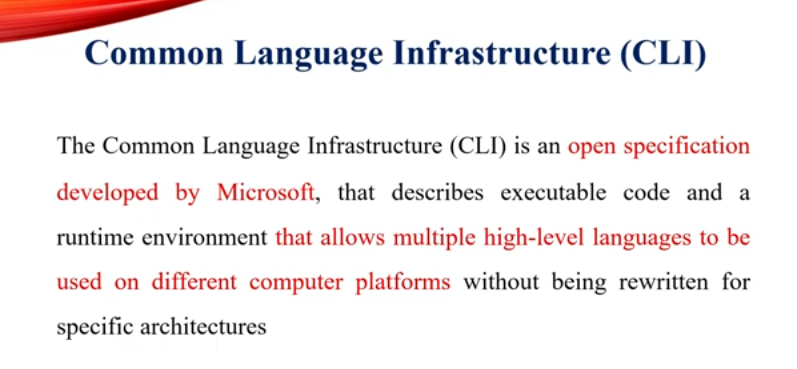 Common Language Infrastructure (CLI)
The Common Language Infrastructure (CLI) is an open specification
developed by Microsoft, that describes executable code and a
runtime environment that allows multiple high-level languages to be
used on different computer platforms without being rewritten for
specific architectures